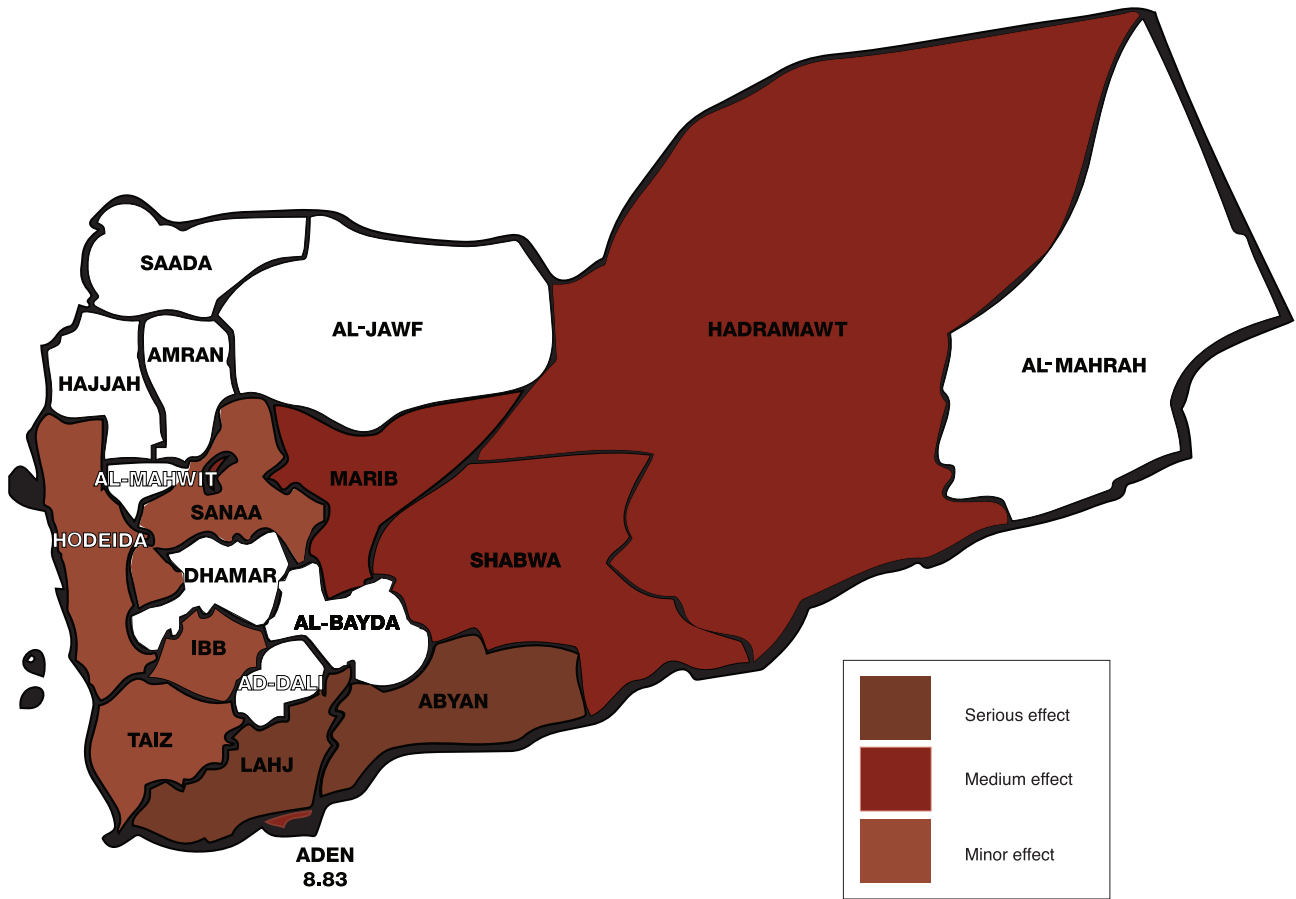 SAADA
AL-JAWF
HADRAMAWT
AMRAN
HAJJAH
AL-MAHRAH
AL-MAHWIT
MARIB
SANAA
HODEIDA
SHABWA
DHAMAR
AL-BAYDA
IBB
AD-DALI
ABYAN
TAIZ
LAHJ
ADEN
8.83
Serious effect
Medium effect
Minor effect